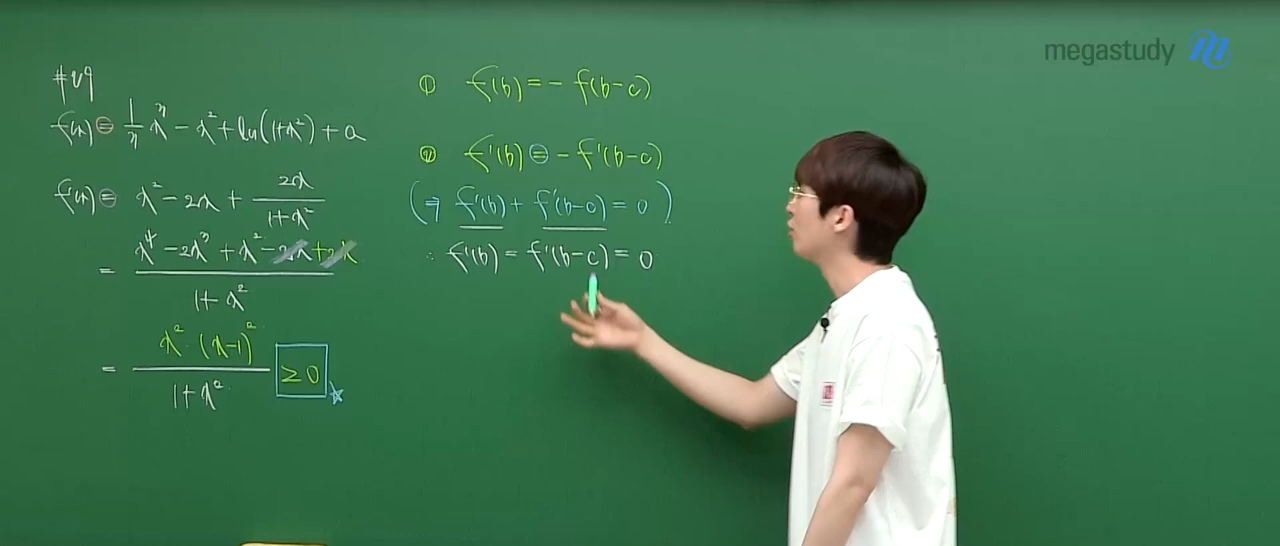 megastudy
#29
f(x) = 1/3 x³ - x² + ln(1+x²) + a
f'(x) = x² - 2x + 2x/(1+x²)
= (x⁴ - 2x³ + x² - 2x + 2x)/(1+x²)
= x²·(x-1)²/(1+x²) ≥0 ☆
① f(b) = - f(b-c)
② f'(b) = - f'(b-c)
(⇒ f'(b) + f'(b-c) = 0)
∴ f'(b) = f'(b-c) = 0